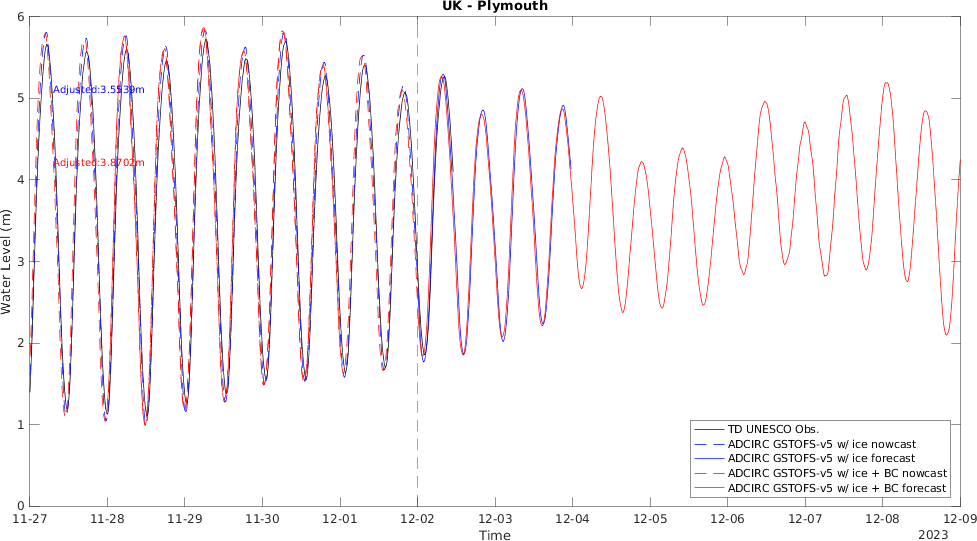 UK - Plymouth
6
5
4
3
2
1
0
Water Level (m)
Adjusted:3.5539m
Adjusted:3.8702m
TD UNESCO Obs.
ADCIRC GSTOFS-v5 w/ ice nowcast
ADCIRC GSTOFS-v5 w/ ice forecast
ADCIRC GSTOFS-v5 w/ ice + BC nowcast
ADCIRC GSTOFS-v5 w/ ice + BC forecast
11-27 11-28 11-29 11-30 12-01 12-02 12-03 12-04 12-05 12-06 12-07 12-08 12-09
Time
2023